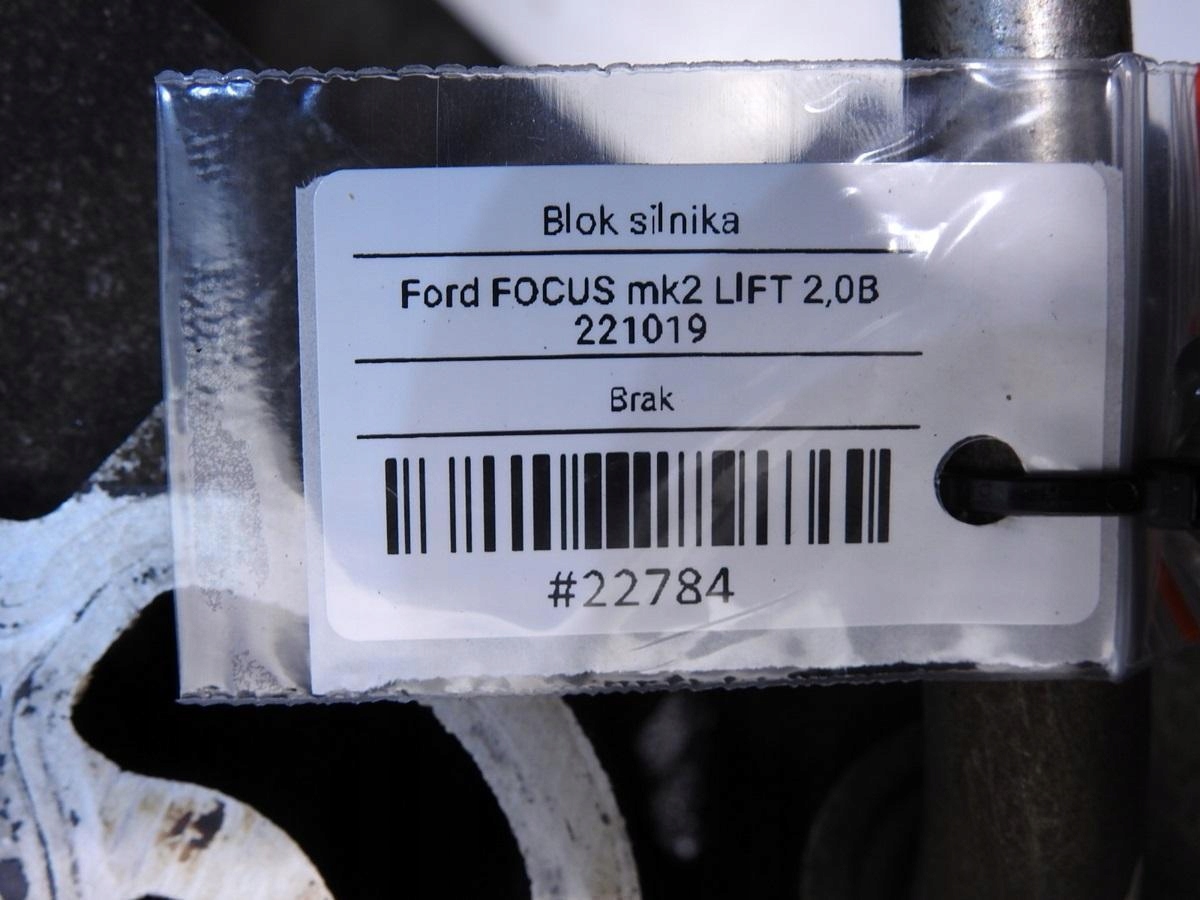 Blok silnika
Ford FOCUS mk2 LIFT 2,0B
221019
Brak
#22784